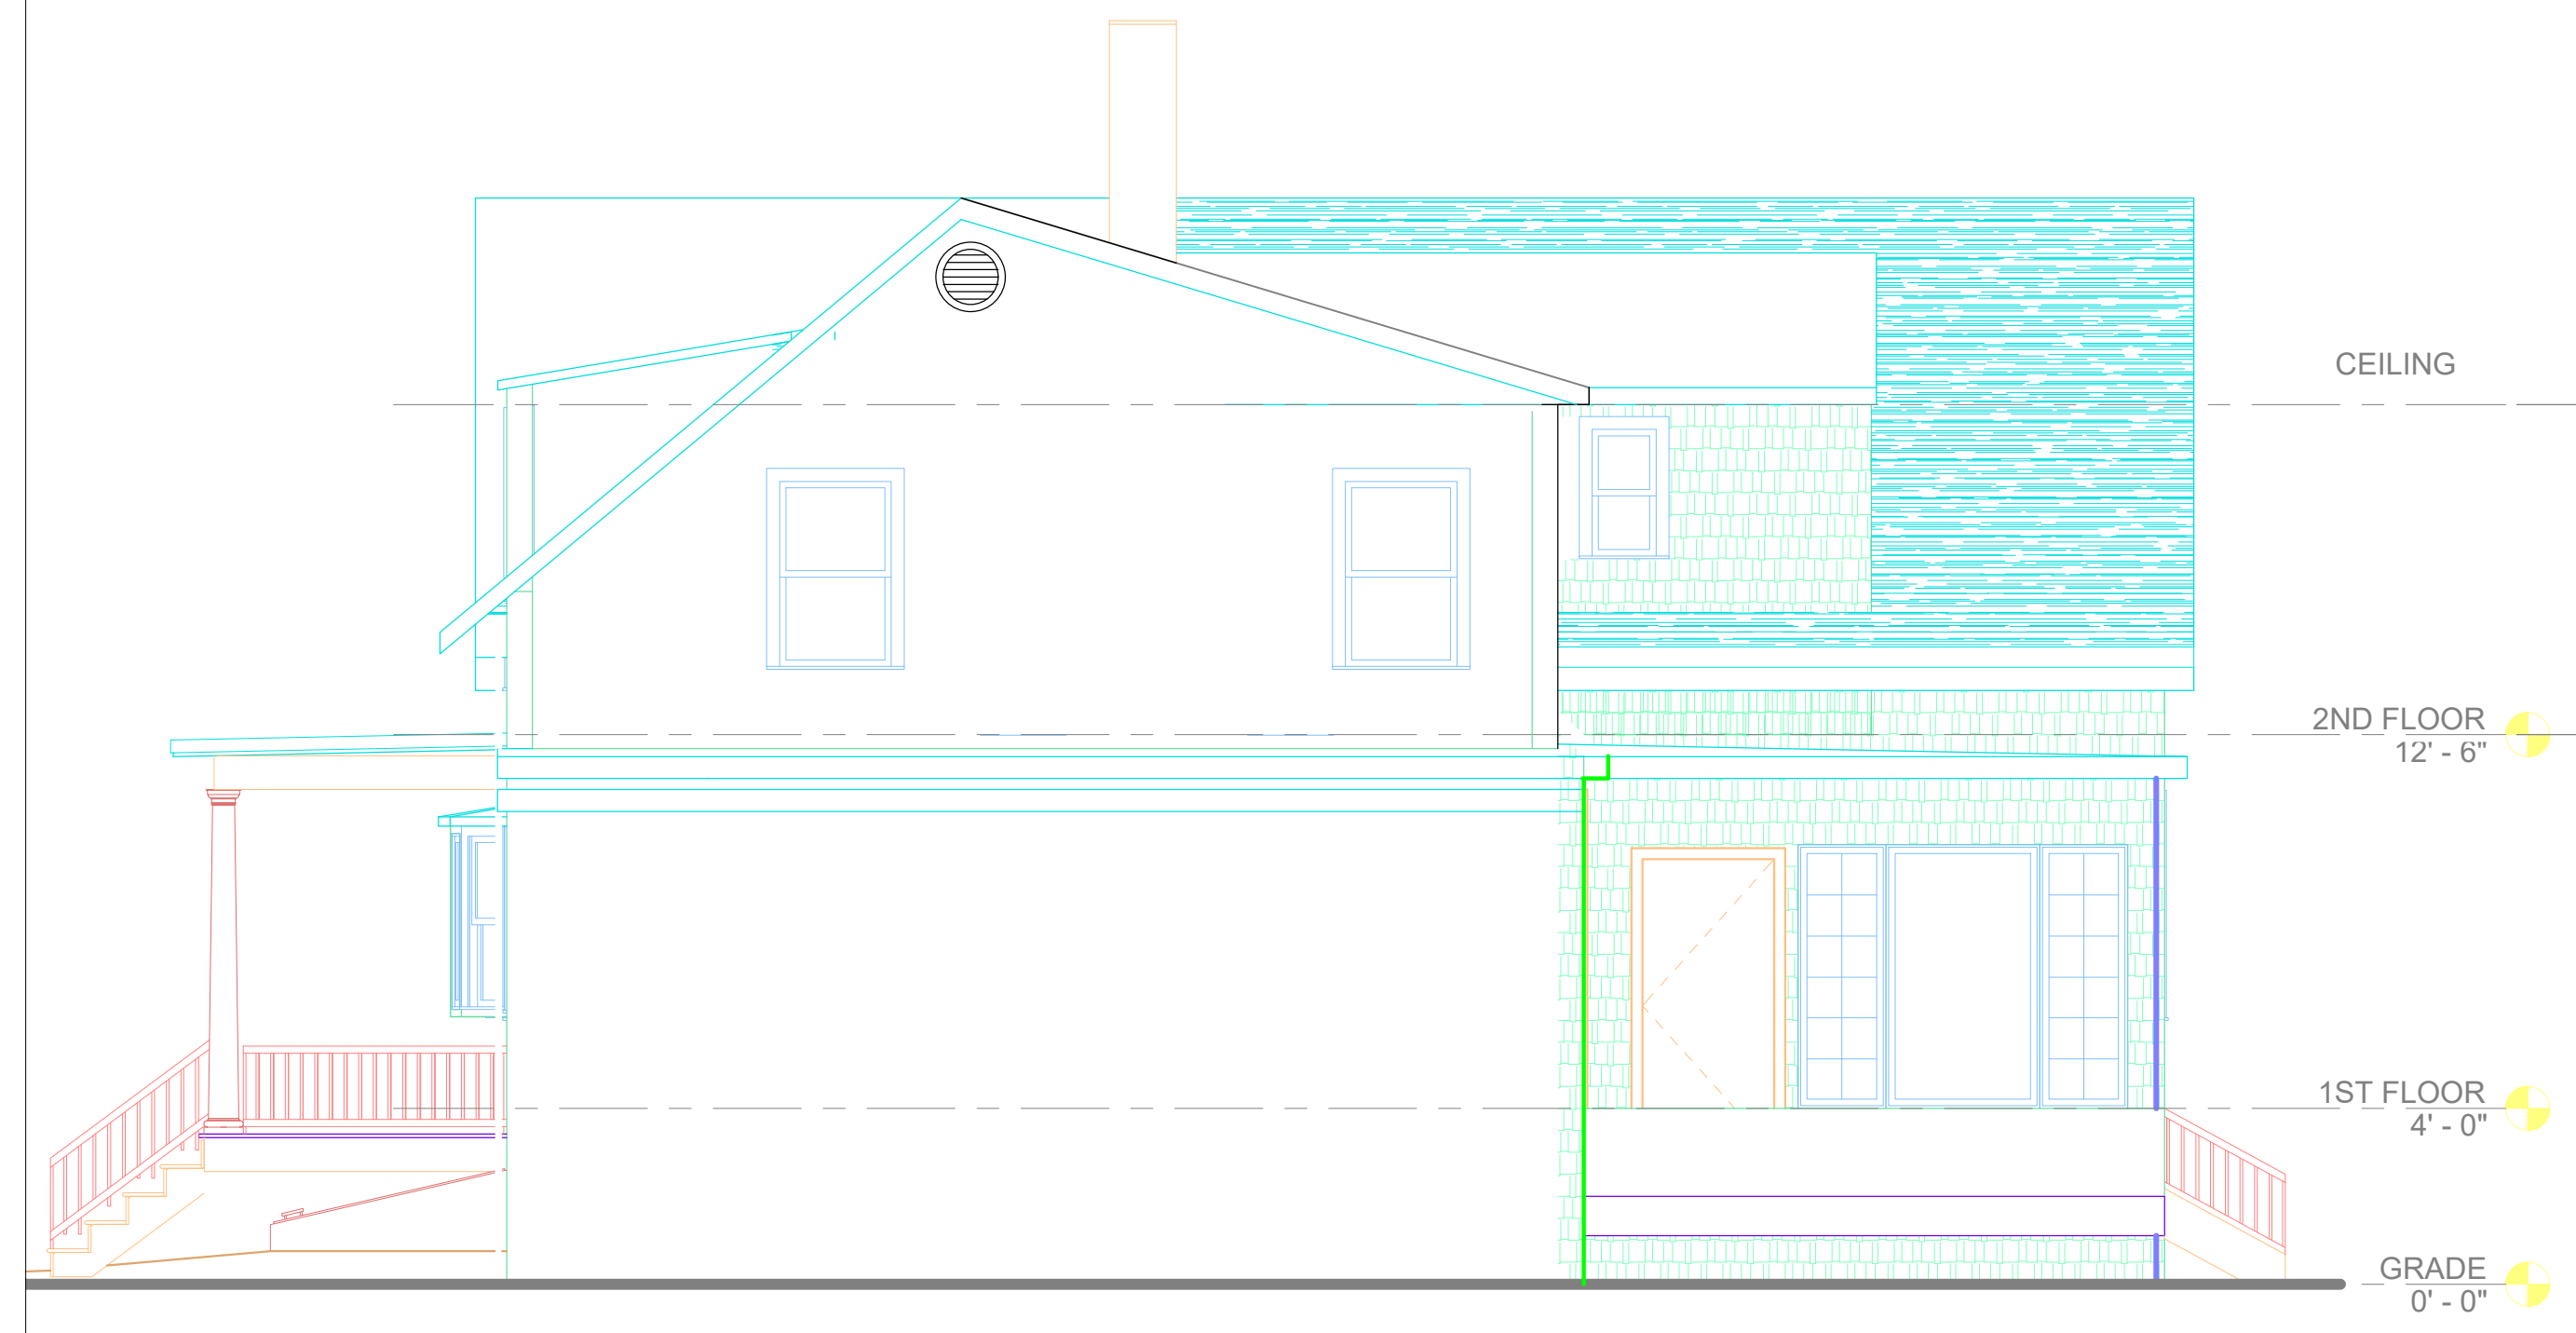 CEILING
2ND FLOOR
12' - 6"
1ST FLOOR
4' - 0"
GRADE
0' - 0"